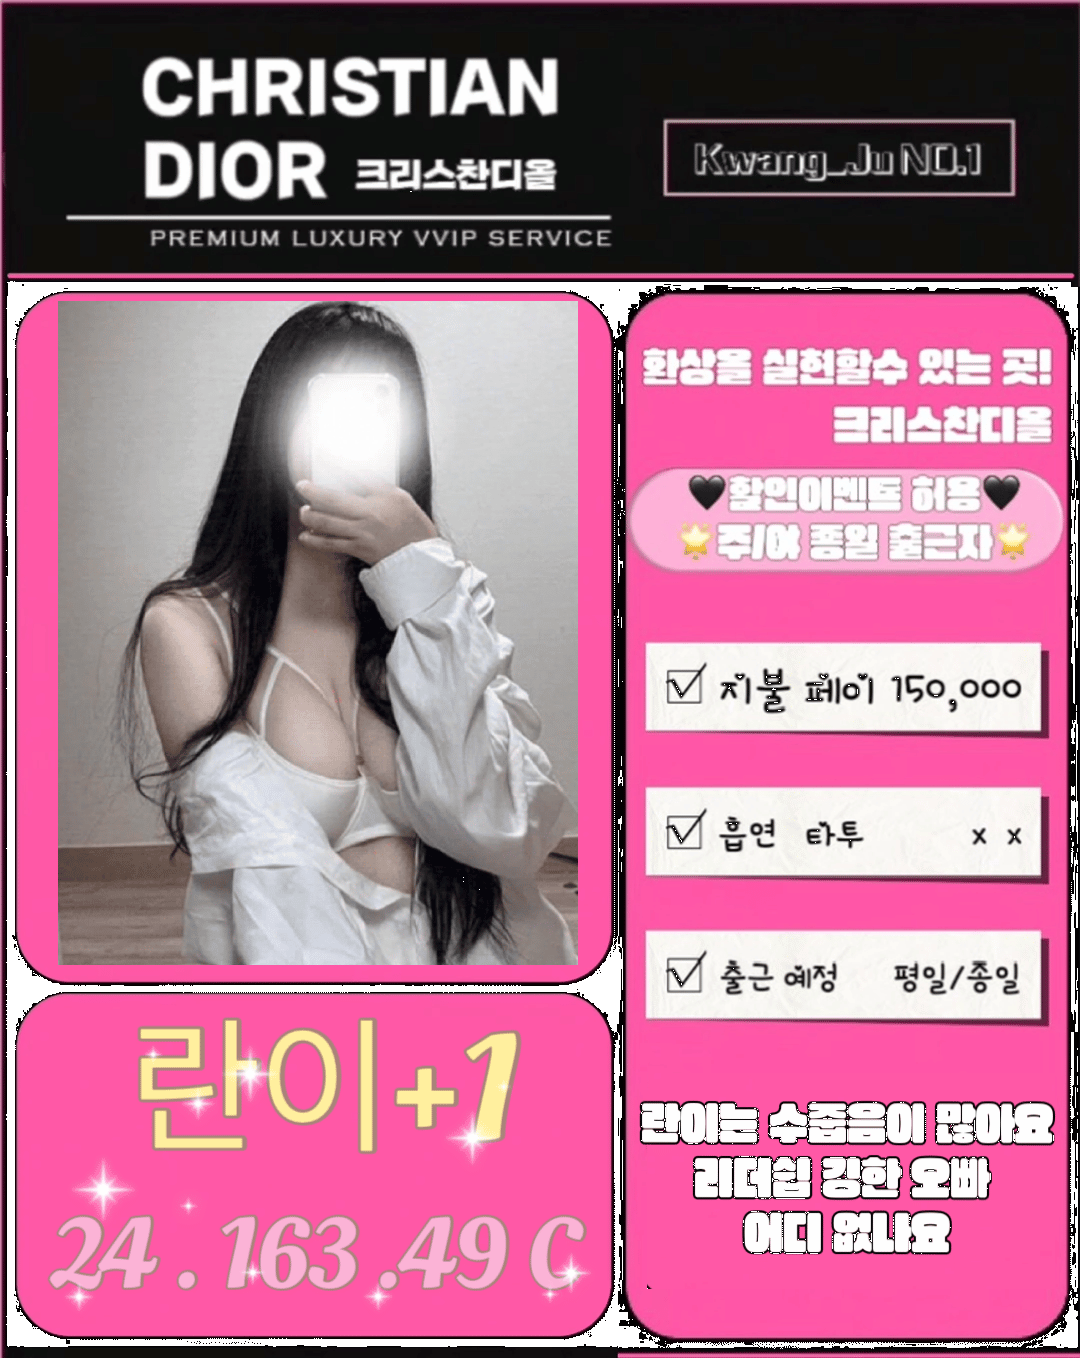 CHRISTIAN
DIOR 크리스찬디올
PREMIUM LUXURY VVIP SERVICE
Kwang_Ju NO.1
환상을 실현할수 있는 곳!
크리스찬디올
🖤할인이벤트 허용🖤
🌟주/야 종일 출근자🌟
지불 페이 150,000
흡연 타투 x x
출근 예정 평일/종일
란이+1
24 . 163 .49 C
란이는 수줍음이 많아요
리더쉽 강한 오빠
어디 없나요